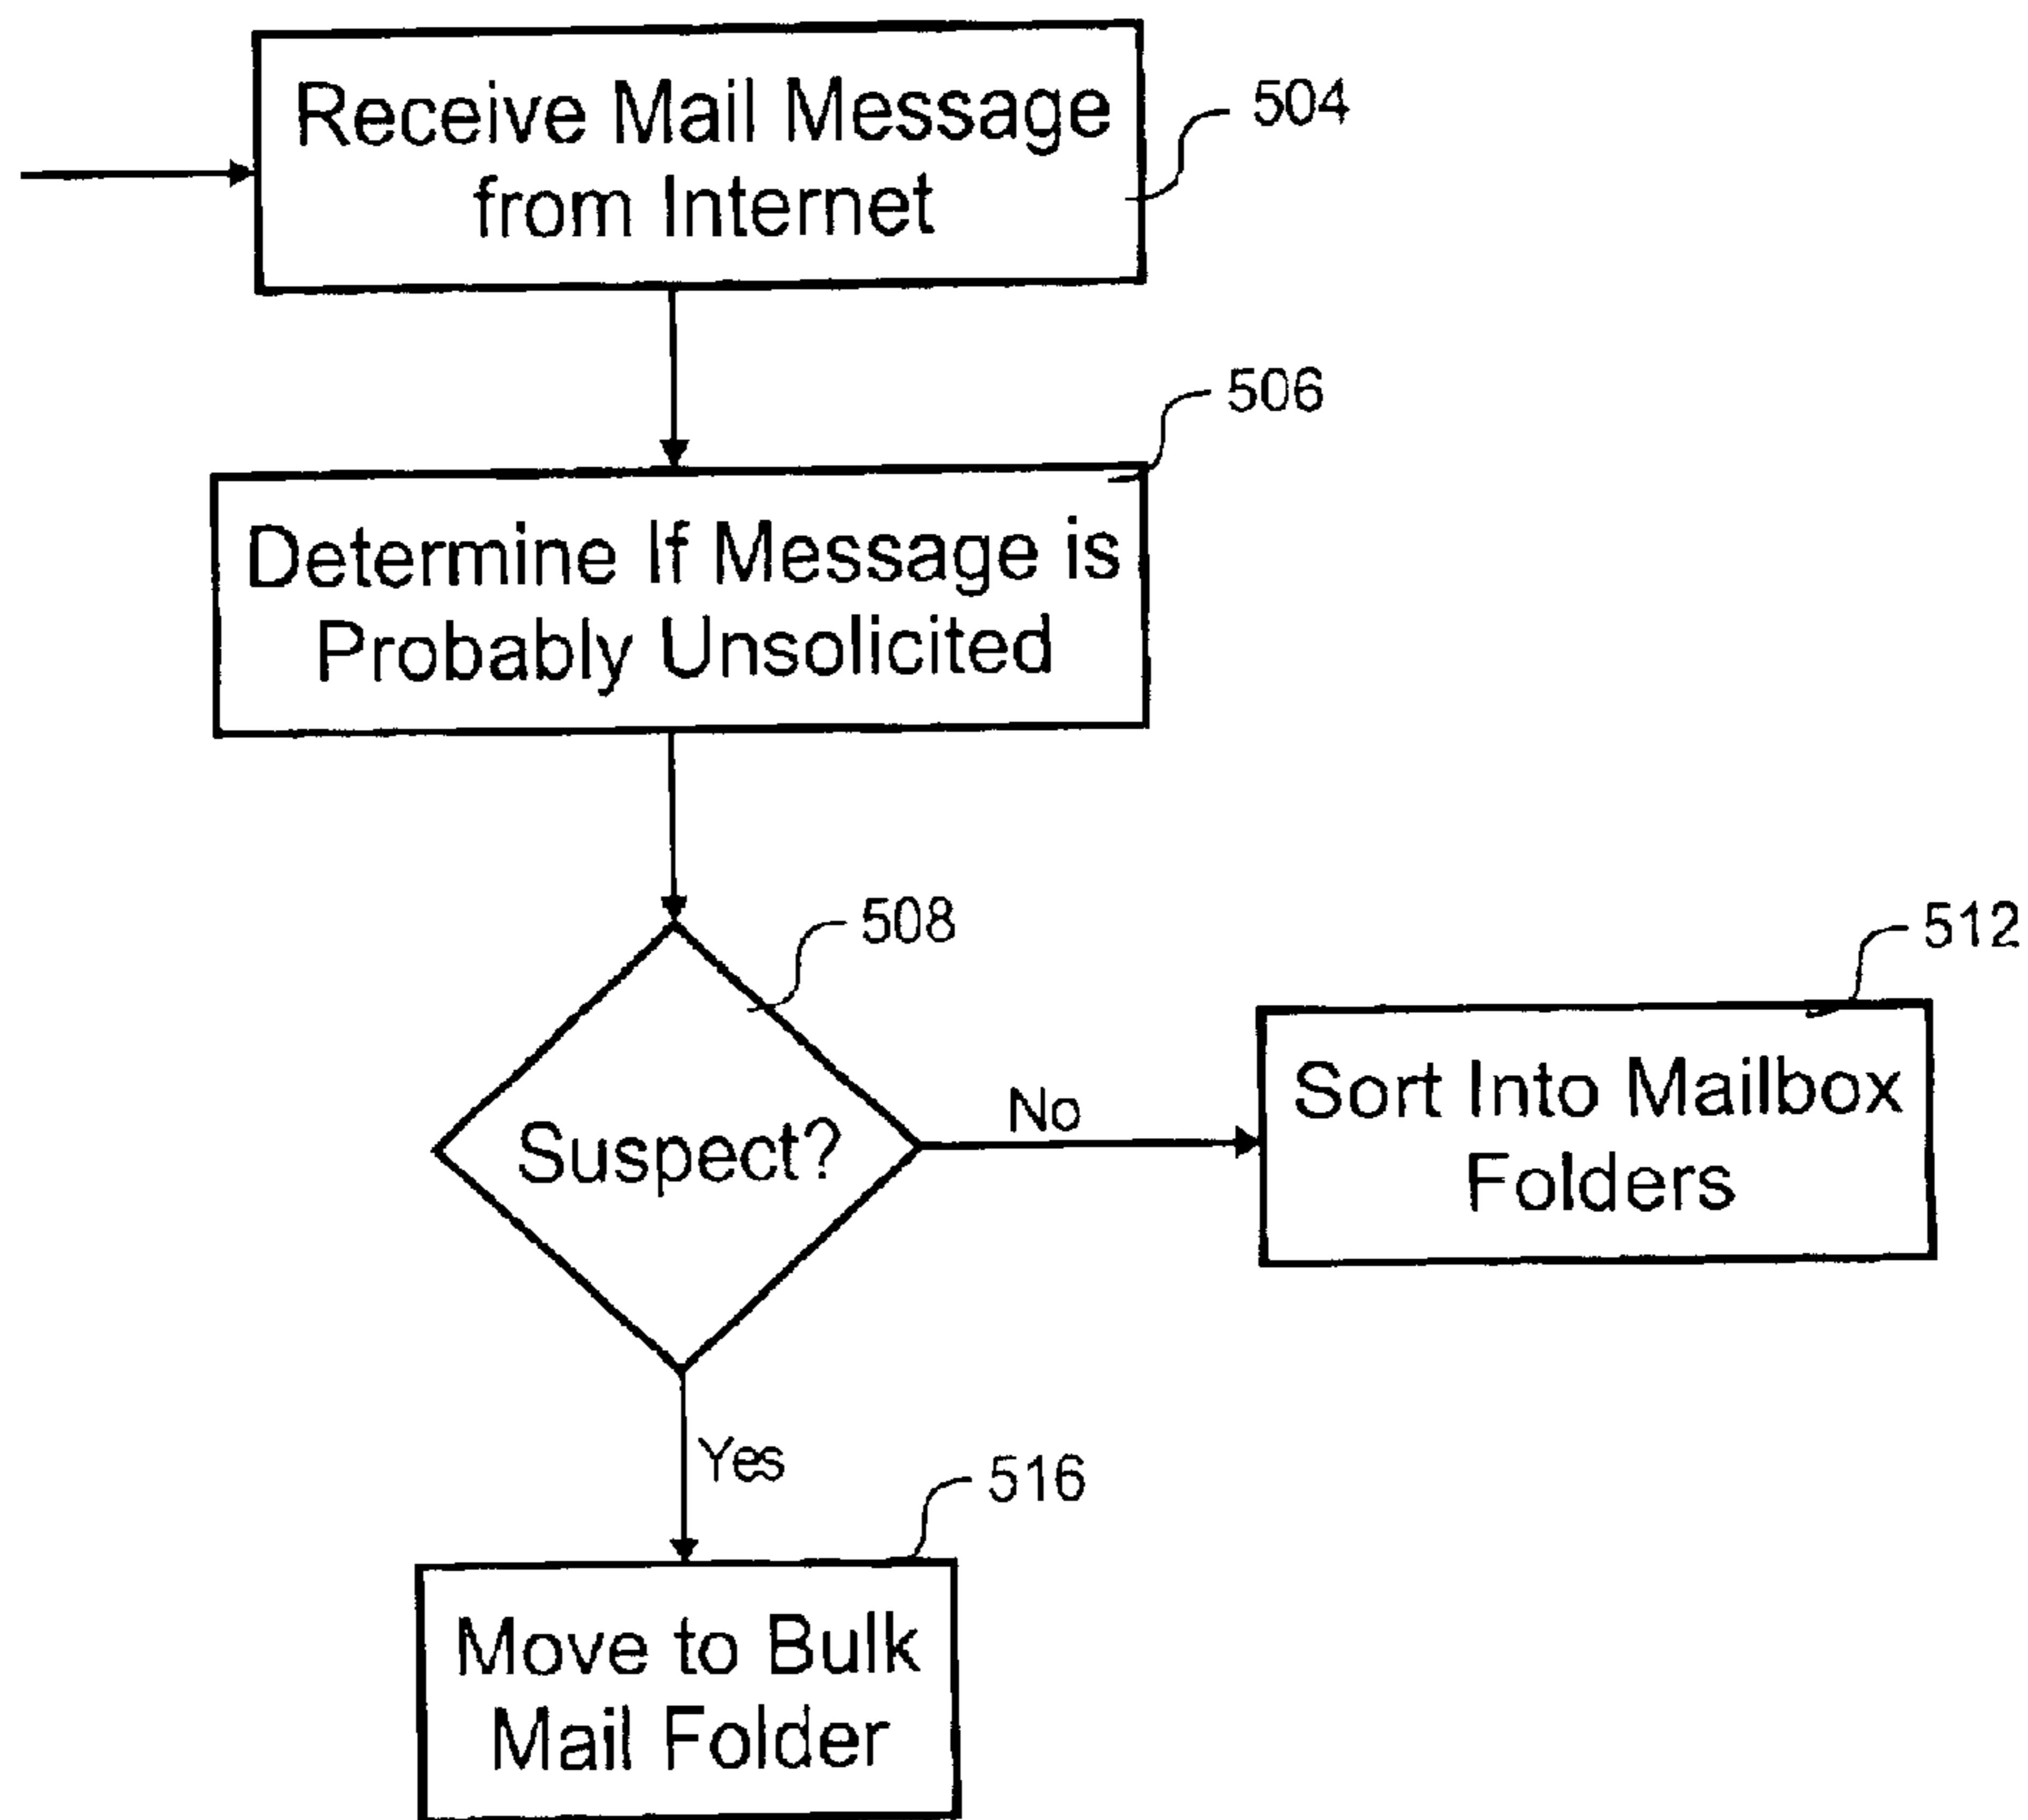 Receive Mail Message
from Internet
504
506
Determine If Message is
Probably Unsolicited
508
512
Suspect?
No
Sort Into Mailbox
Folders
Yes
516
Move to Bulk
Mail Folder